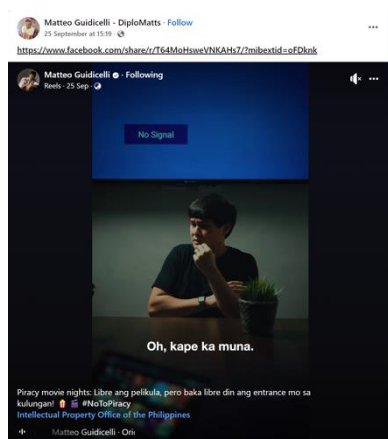 Matteo Guidicelli - DiploMatts · Follow
25 September at 15:19 ·
https://www.facebook.com/share/r/T64MoHsweVNKAHs7/?mibextid=oFDknk
Matteo Guidicelli · Following
Reels · 25 Sep ·
No Signal
Oh, kape ka muna.
Piracy movie nights: Libre ang pelikula, pero baka libre din ang entrance mo sa
kulungan! #NoToPiracy
Intellectual Property Office of the Philippines
Matteo Guidicelli · Ori